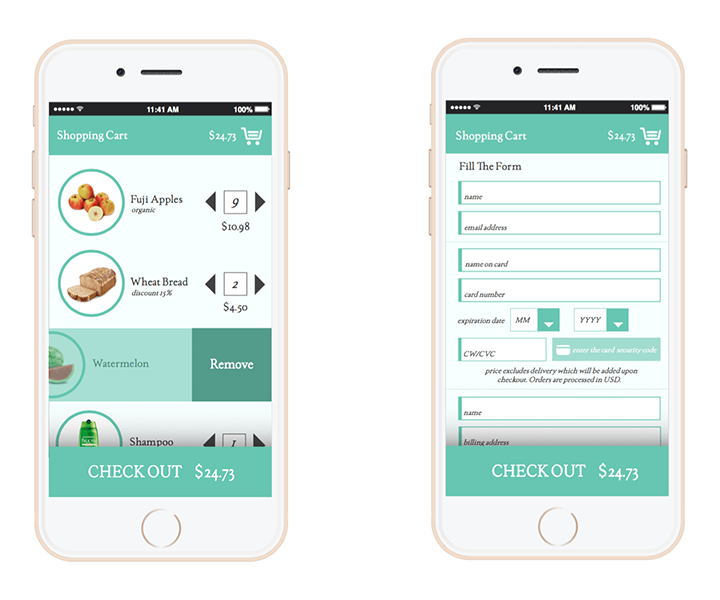 11:41 AM 100%
Shopping Cart $24.73
Fuji Apples 9
organic
$10.98
Wheat Bread 2
discount 15%
$4.50
Watermelon Remove
Shampoo 1
CHECK OUT $24.73
11:41 AM 100%
Shopping Cart $24.73
Fill The Form
name
email address
name on card
card number
expiration date MM YYYY
CW/CVC enter the card security code
price excludes delivery which will be added upon
checkout. Orders are processed in USD.
name
billing address
CHECK OUT $24.73